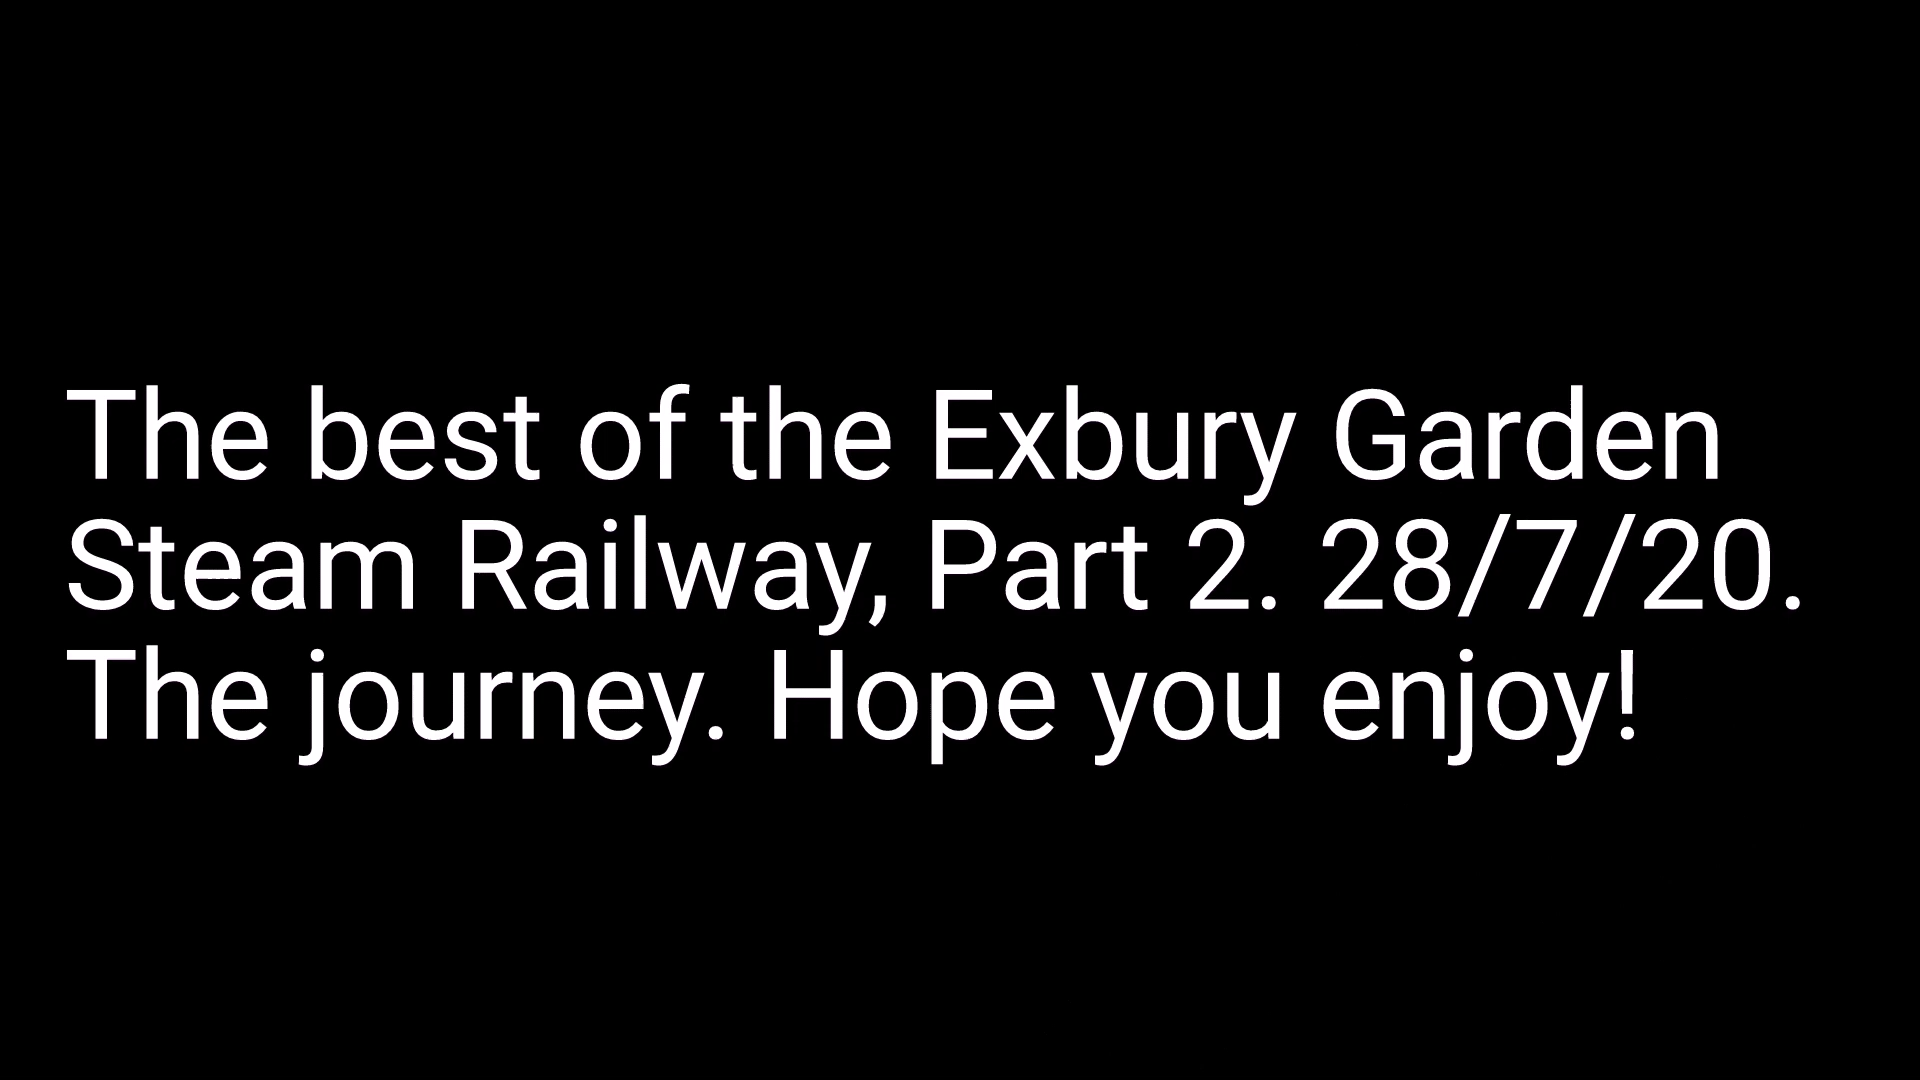 The best of the Exbury Garden
Steam Railway, Part 2. 28/7/20.
The journey. Hope you enjoy!